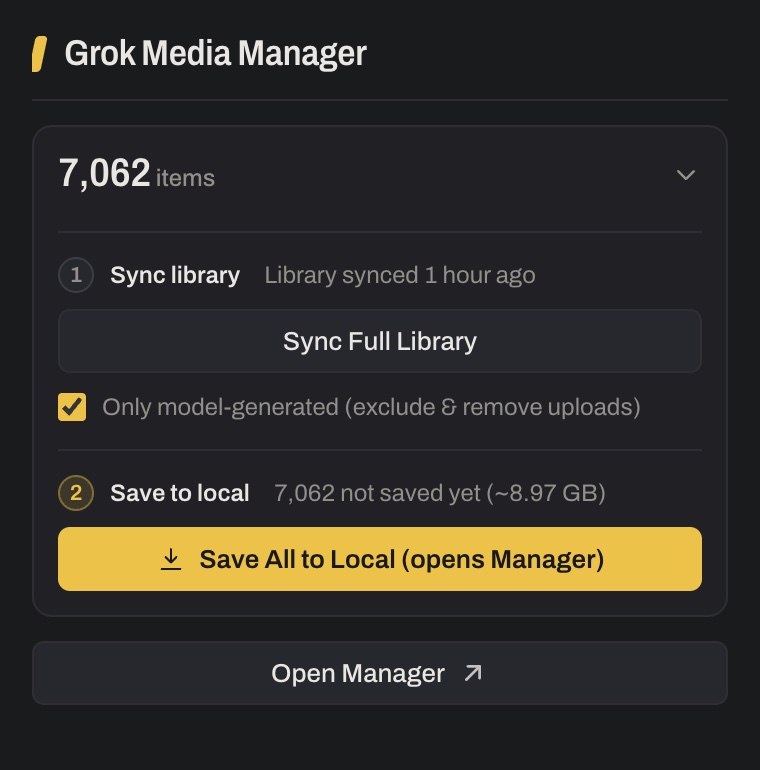 Grok Media Manager
7,062 items
1 Sync library Library synced 1 hour ago
Sync Full Library
Only model-generated (exclude & remove uploads)
2 Save to local 7,062 not saved yet (~8.97 GB)
Save All to Local (opens Manager)
Open Manager